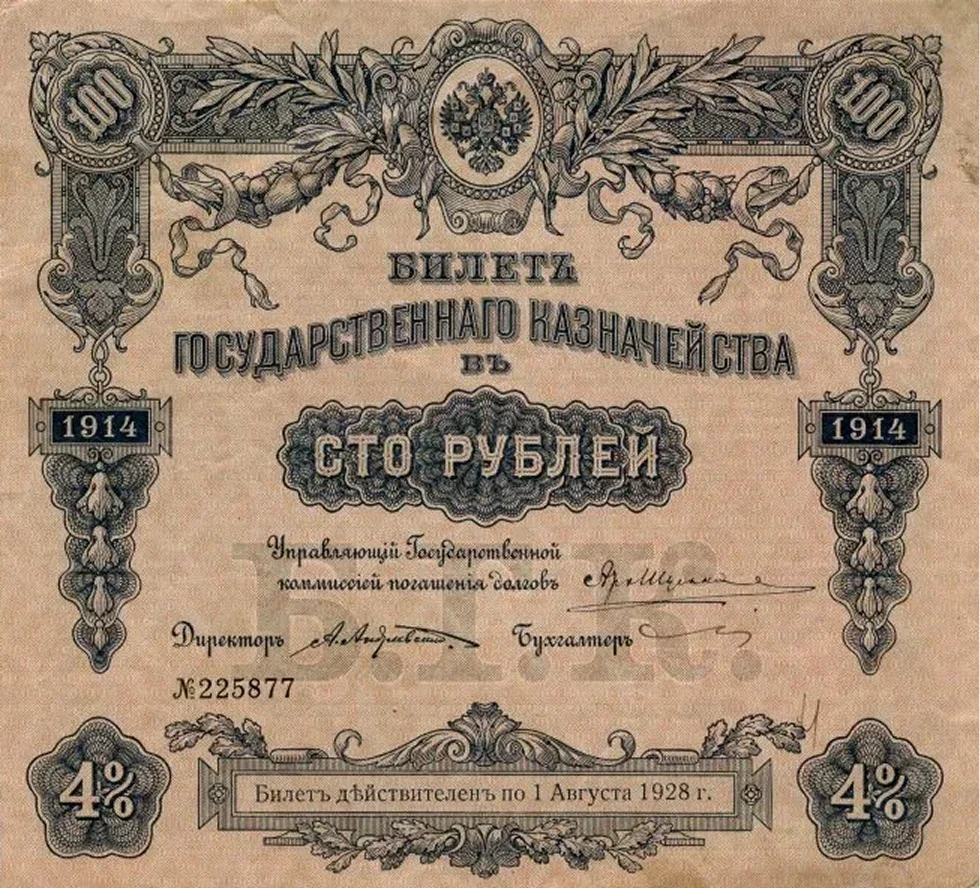 100 100
БИЛЕТЪ
ГОСУДАРСТВЕННАГО КАЗНАЧЕЙСТВА
ВЪ
1914 1914
СТО РУБЛЕЙ
Управляющій Государственной
коммиссіей погашенія долговъ
Директоръ Бухгалтеръ
Б.Г.К.
№225877
4% 4%
Билетъ дѣйствителенъ по 1 Августа 1928 г.